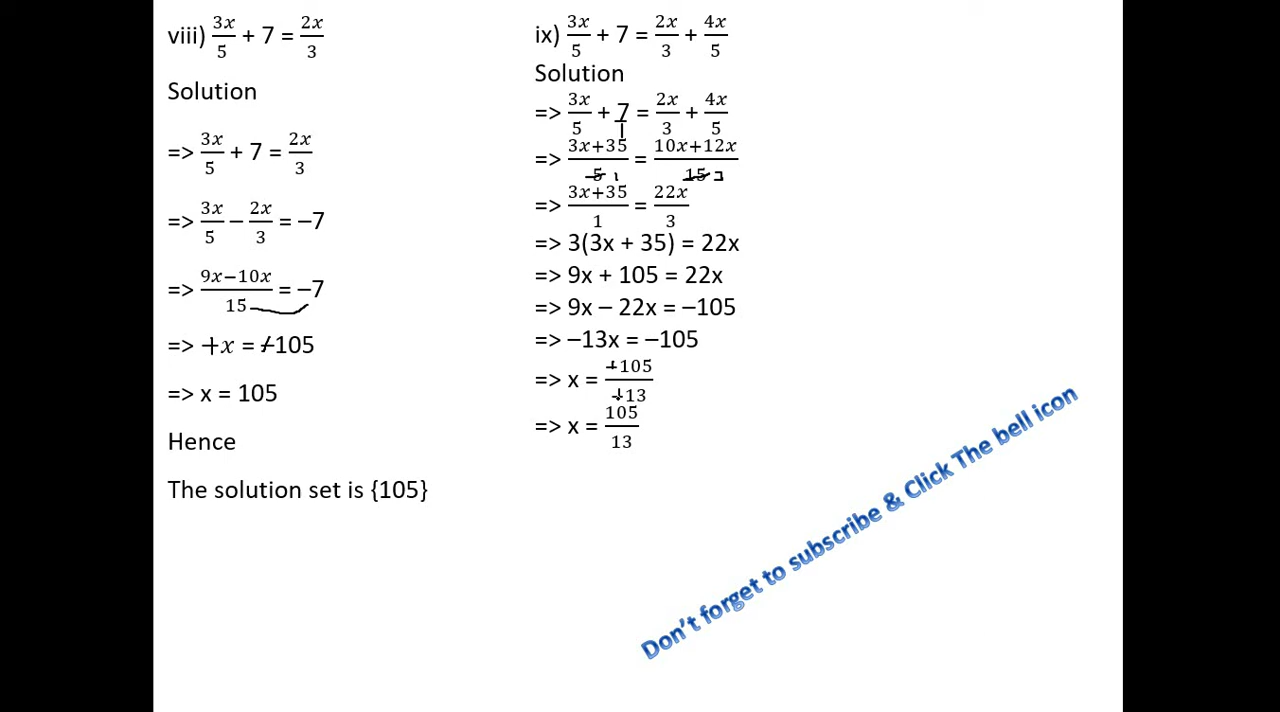 viii) 3x/5 + 7 = 2x/3
Solution
=> 3x/5 + 7 = 2x/3
=> 3x/5 − 2x/3 = −7
=> 9x−10x/15 = −7
=> +x = −105
=> x = 105
Hence
The solution set is {105}
ix) 3x/5 + 7 = 2x/3 + 4x/5
Solution
=> 3x/5 + 7/1 = 2x/3 + 4x/5
=> 3x+35/5 1 = 10x+12x/15 3
=> 3x+35/1 = 22x/3
=> 3(3x + 35) = 22x
=> 9x + 105 = 22x
=> 9x – 22x = –105
=> –13x = –105
=> x = −105/−13
=> x = 105/13
Don't forget to subscribe & Click The bell icon